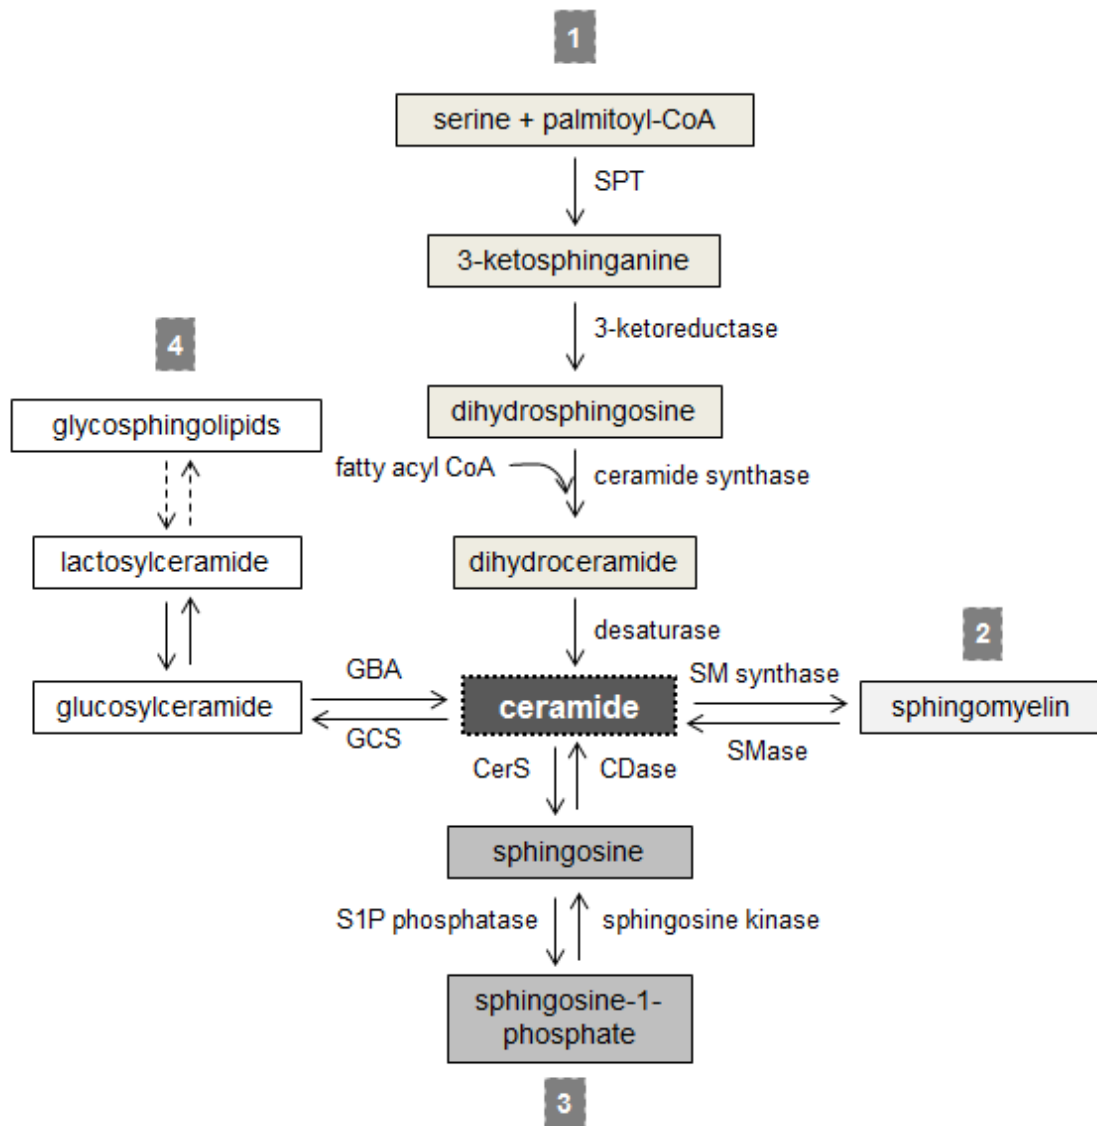 1
serine + palmitoyl-CoA
SPT
3-ketosphinganine
3-ketoreductase
4
dihydrosphingosine
glycosphingolipids
fatty acyl CoA
ceramide synthase
lactosylceramide
dihydroceramide
desaturase
2
GBA
SM synthase
glucosylceramide
ceramide
sphingomyelin
GCS
SMase
CerS
CDase
sphingosine
S1P phosphatase
sphingosine kinase
sphingosine-1-
phosphate
3